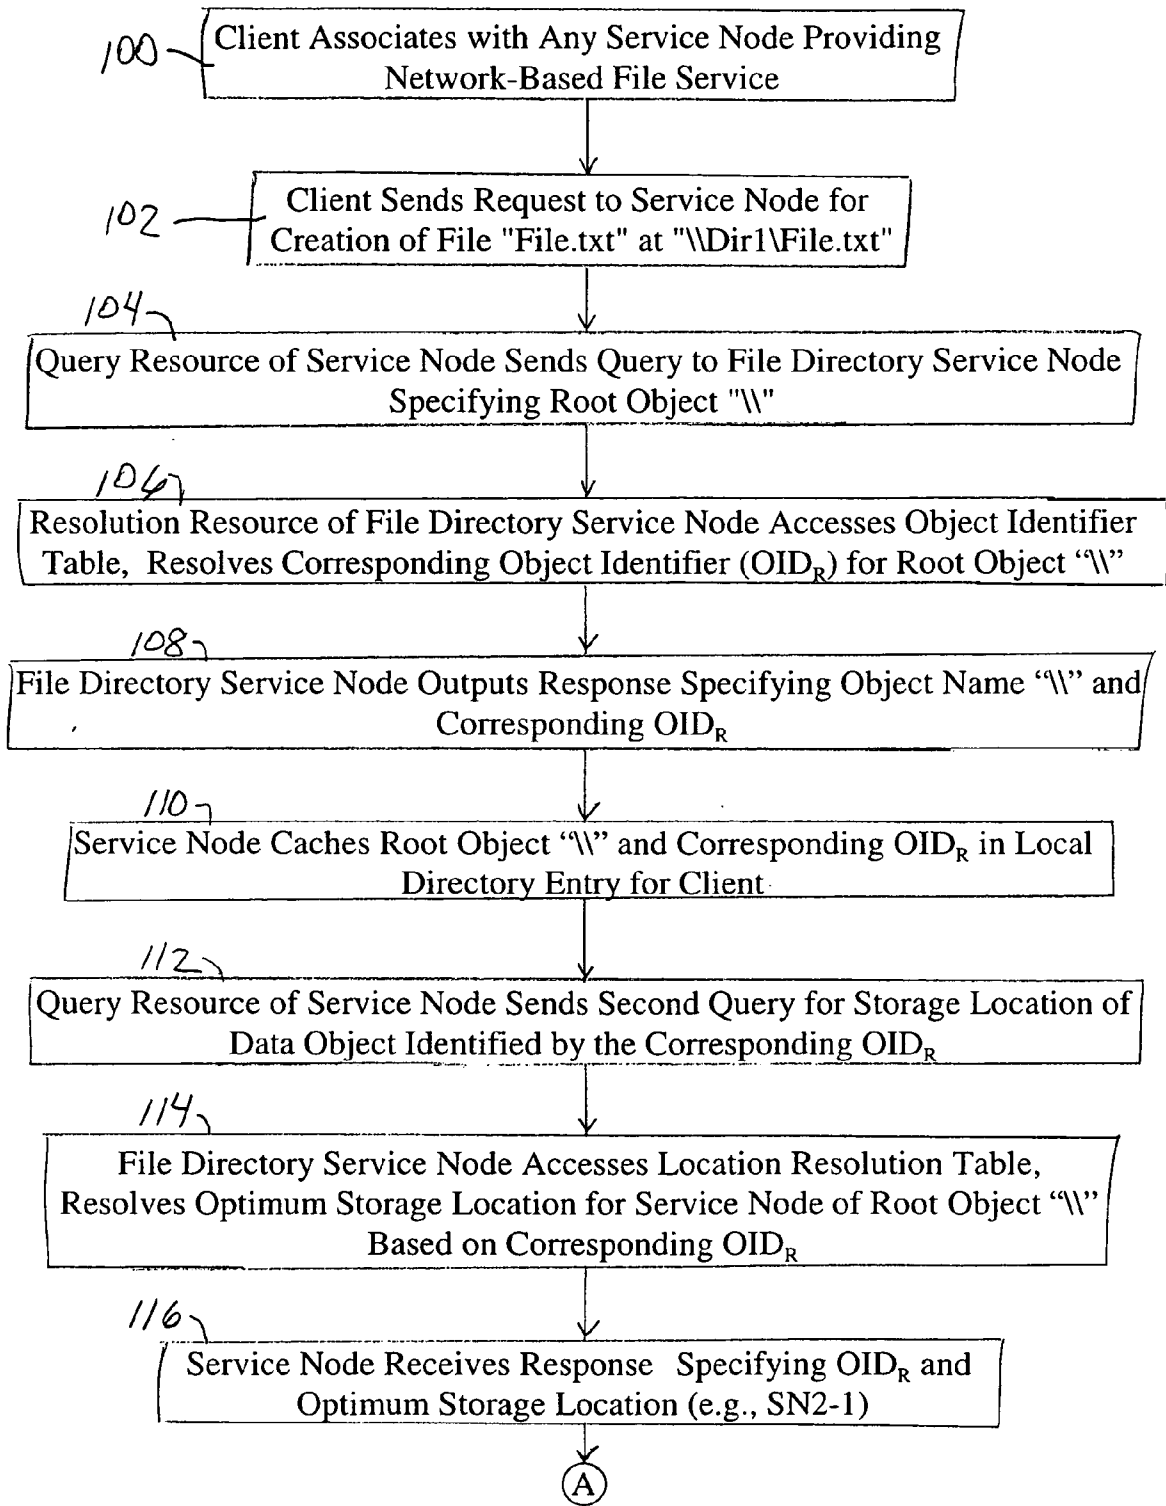 100
Client Associates with Any Service Node Providing
Network-Based File Service
102
Client Sends Request to Service Node for
Creation of File "File.txt" at "\\Dir1\File.txt"
104
Query Resource of Service Node Sends Query to File Directory Service Node
Specifying Root Object "\\"
106
Resolution Resource of File Directory Service Node Accesses Object Identifier
Table, Resolves Corresponding Object Identifier (OIDR) for Root Object “\\”
108
File Directory Service Node Outputs Response Specifying Object Name “\\” and
Corresponding OIDR
110
Service Node Caches Root Object “\\” and Corresponding OIDR in Local
Directory Entry for Client
112
Query Resource of Service Node Sends Second Query for Storage Location of
Data Object Identified by the Corresponding OIDR
114
File Directory Service Node Accesses Location Resolution Table,
Resolves Optimum Storage Location for Service Node of Root Object “\\”
Based on Corresponding OIDR
116
Service Node Receives Response Specifying OIDR and
Optimum Storage Location (e.g., SN2-1)
A